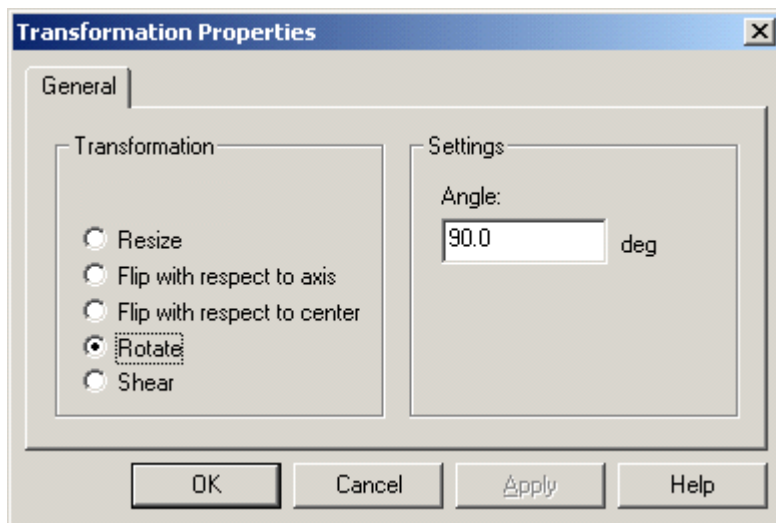 Transformation Properties
General
Transformation
Resize
Flip with respect to axis
Flip with respect to center
Rotate
Shear
Settings
Angle:
90.0 deg
OK Cancel Apply Help